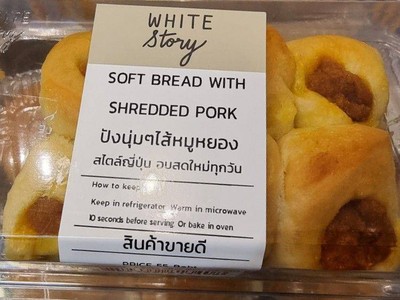 WHITE
story
SOFT BREAD WITH
SHREDDED PORK
ปังนุ่มๆไส้หมูหยอง
สไตล์ญี่ปุ่น อบสดใหม่ทุกวัน
How to keep
Keep in refrigerator. Warm in microwave
10 seconds before serving. Or bake in oven
สินค้าขายดี
PRICE 55